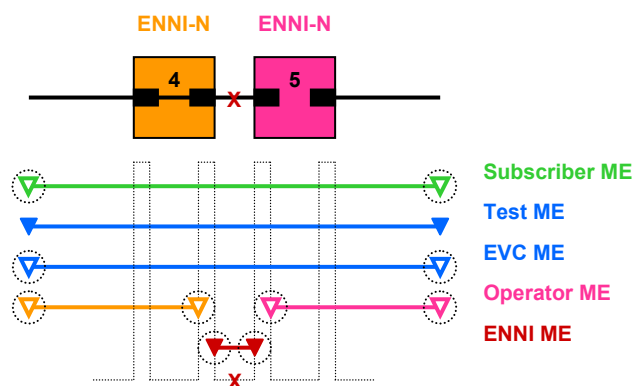 ENNI-N ENNI-N
4 5
x
Subscriber ME
Test ME
EVC ME
Operator ME
ENNI ME
x